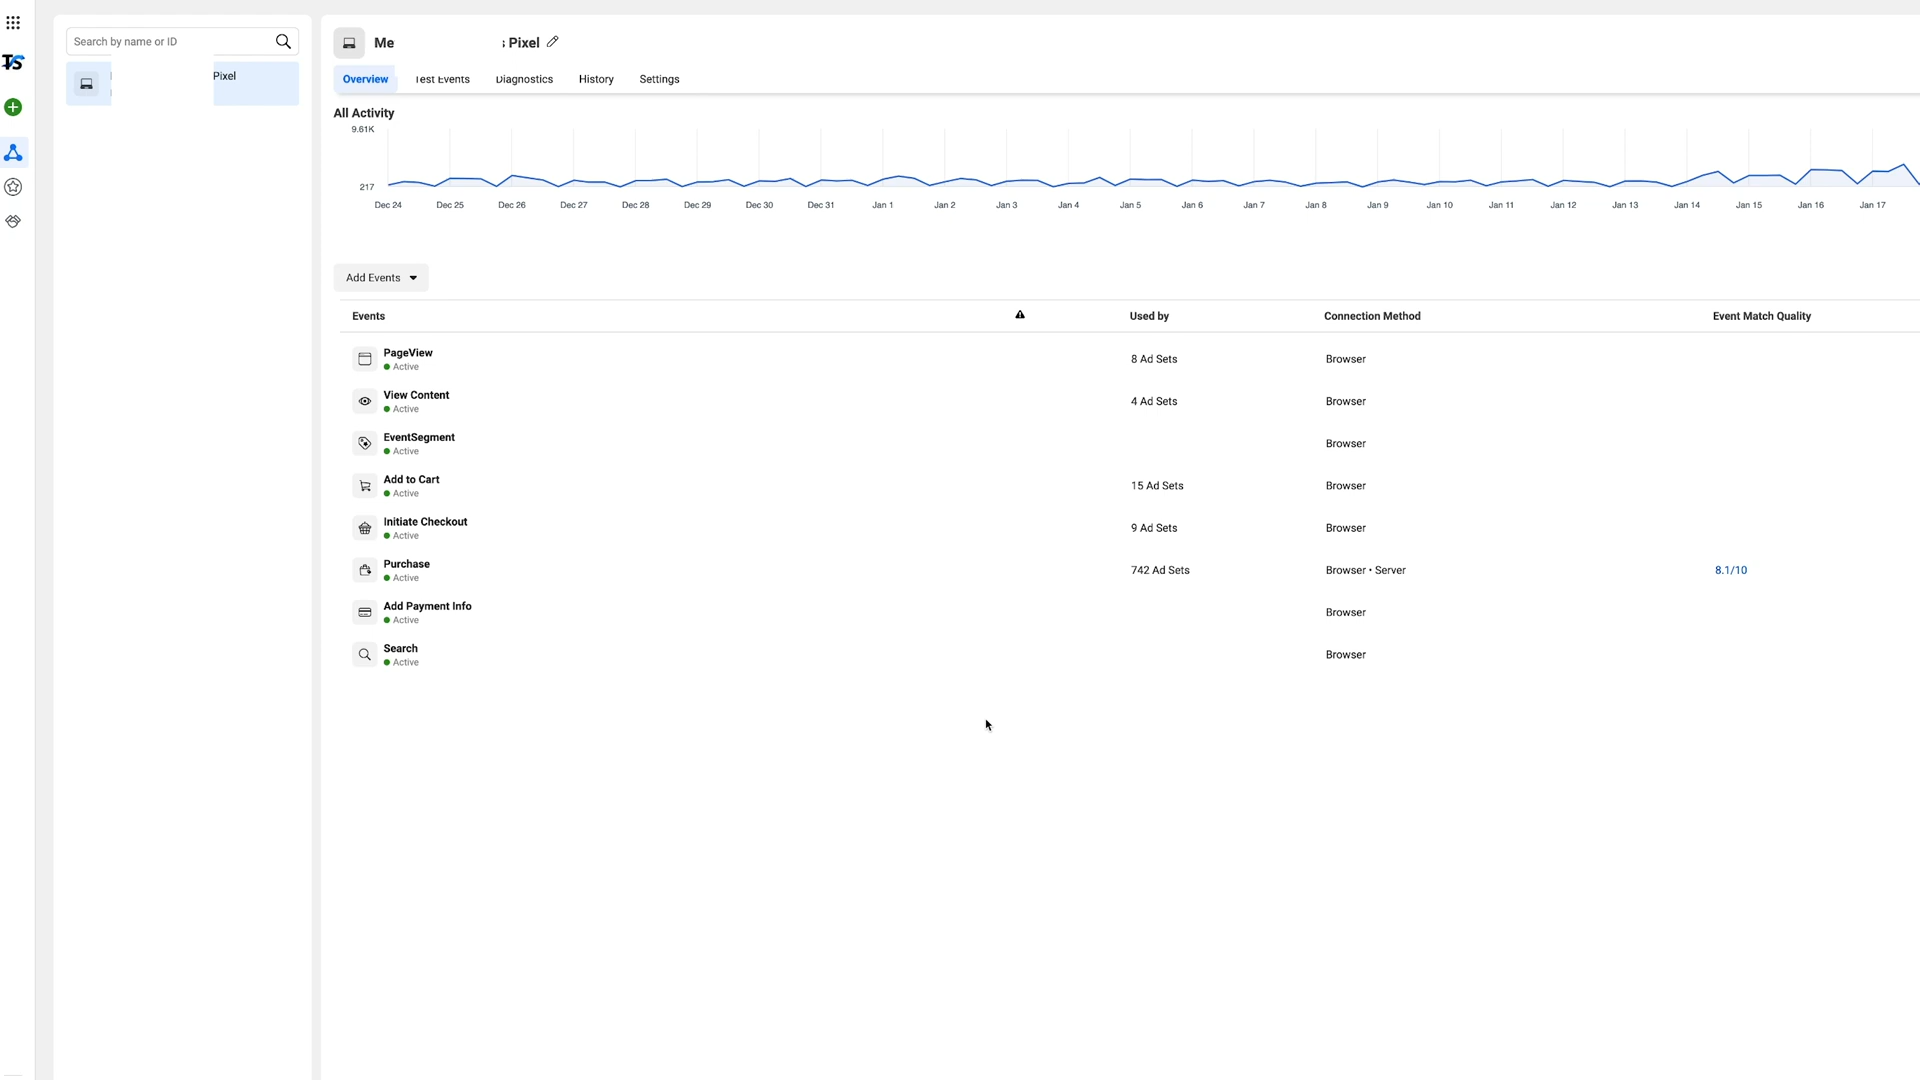 Search by name or ID
Pixel
TS
Me
Pixel
Overview
Test Events
Diagnostics
History
Settings
All Activity
9.61K
217
Dec 24 Dec 25 Dec 26 Dec 27 Dec 28 Dec 29 Dec 30 Dec 31 Jan 1 Jan 2 Jan 3 Jan 4 Jan 5 Jan 6 Jan 7 Jan 8 Jan 9 Jan 10 Jan 11 Jan 12 Jan 13 Jan 14 Jan 15 Jan 16 Jan 17
Add Events
Events Used by Connection Method Event Match Quality
PageView
Active
8 Ad Sets Browser
View Content
Active
4 Ad Sets Browser
EventSegment
Active
Browser
Add to Cart
Active
15 Ad Sets Browser
Initiate Checkout
Active
9 Ad Sets Browser
Purchase
Active
742 Ad Sets Browser • Server 8.1/10
Add Payment Info
Active
Browser
Search
Active
Browser